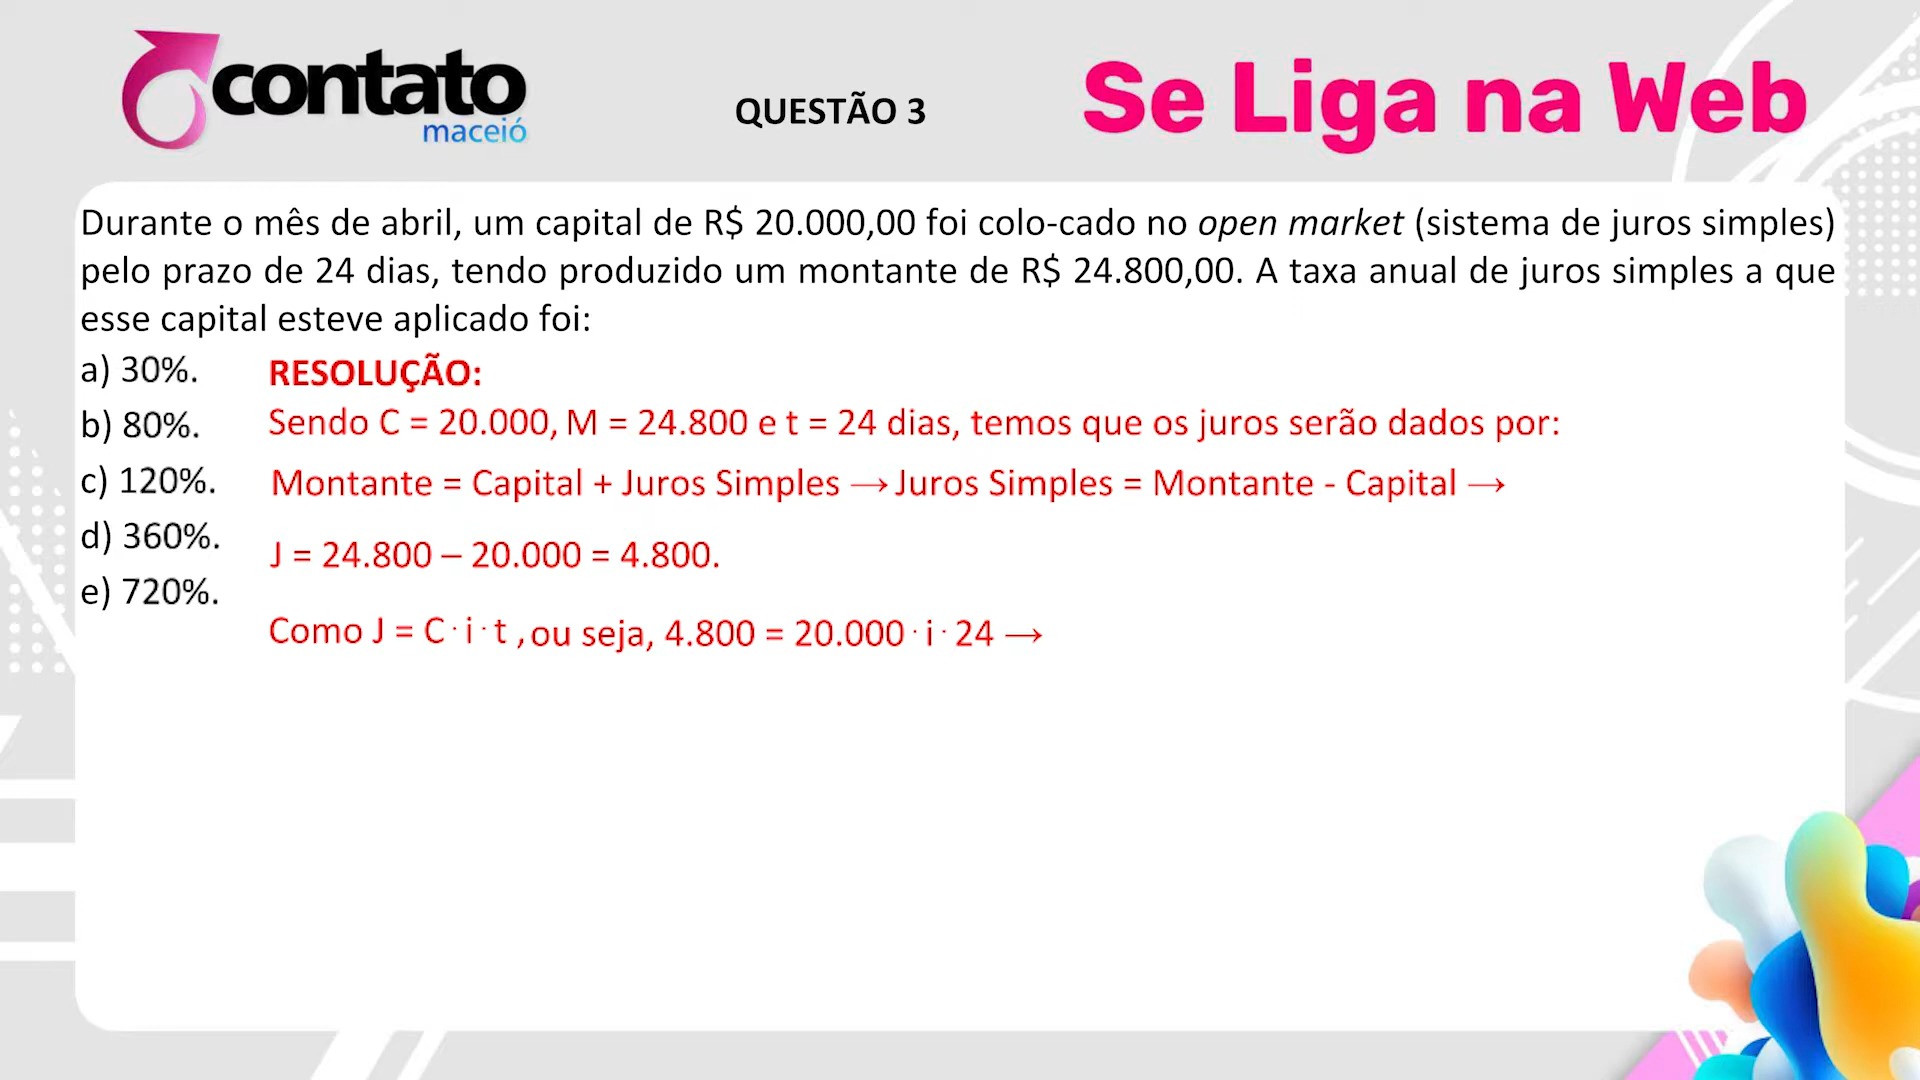 contato
maceió
QUESTÃO 3
Se Liga na Web
Durante o mês de abril, um capital de R$ 20.000,00 foi colo-cado no open market (sistema de juros simples)
pelo prazo de 24 dias, tendo produzido um montante de R$ 24.800,00. A taxa anual de juros simples a que
esse capital esteve aplicado foi:
a) 30%.
b) 80%.
c) 120%.
d) 360%.
e) 720%.
RESOLUÇÃO:
Sendo C = 20.000, M = 24.800 e t = 24 dias, temos que os juros serão dados por:
Montante = Capital + Juros Simples → Juros Simples = Montante - Capital →
J = 24.800 – 20.000 = 4.800.
Como J = C · i · t , ou seja, 4.800 = 20.000 · i · 24 →